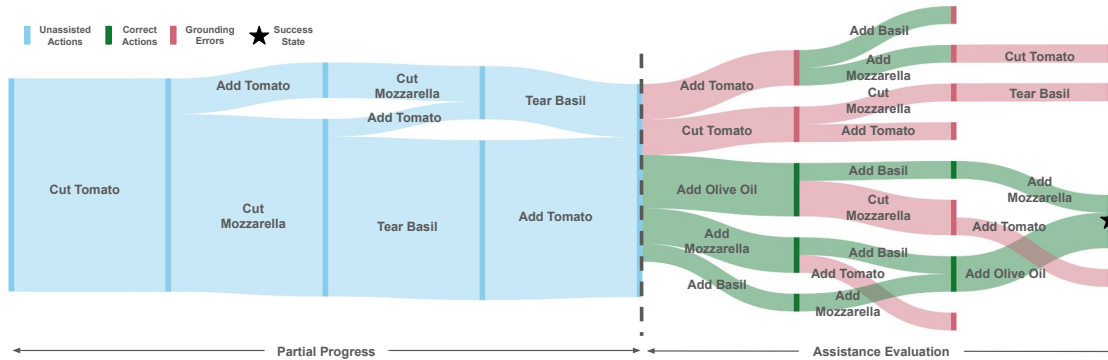 Unassisted
Actions
Correct
Actions
Grounding
Errors
Success
State
Cut Tomato
Add Tomato
Cut
Mozzarella
Cut
Mozzarella
Add Tomato
Tear Basil
Tear Basil
Add Tomato
Add Tomato
Cut Tomato
Add Olive Oil
Add
Mozzarella
Add Basil
Add Basil
Add
Mozzarella
Cut
Mozzarella
Add Tomato
Add Basil
Cut
Mozzarella
Add Basil
Add Tomato
Add
Mozzarella
Cut Tomato
Tear Basil
Add
Mozzarella
Add Tomato
Add Olive Oil
Partial Progress
Assistance Evaluation